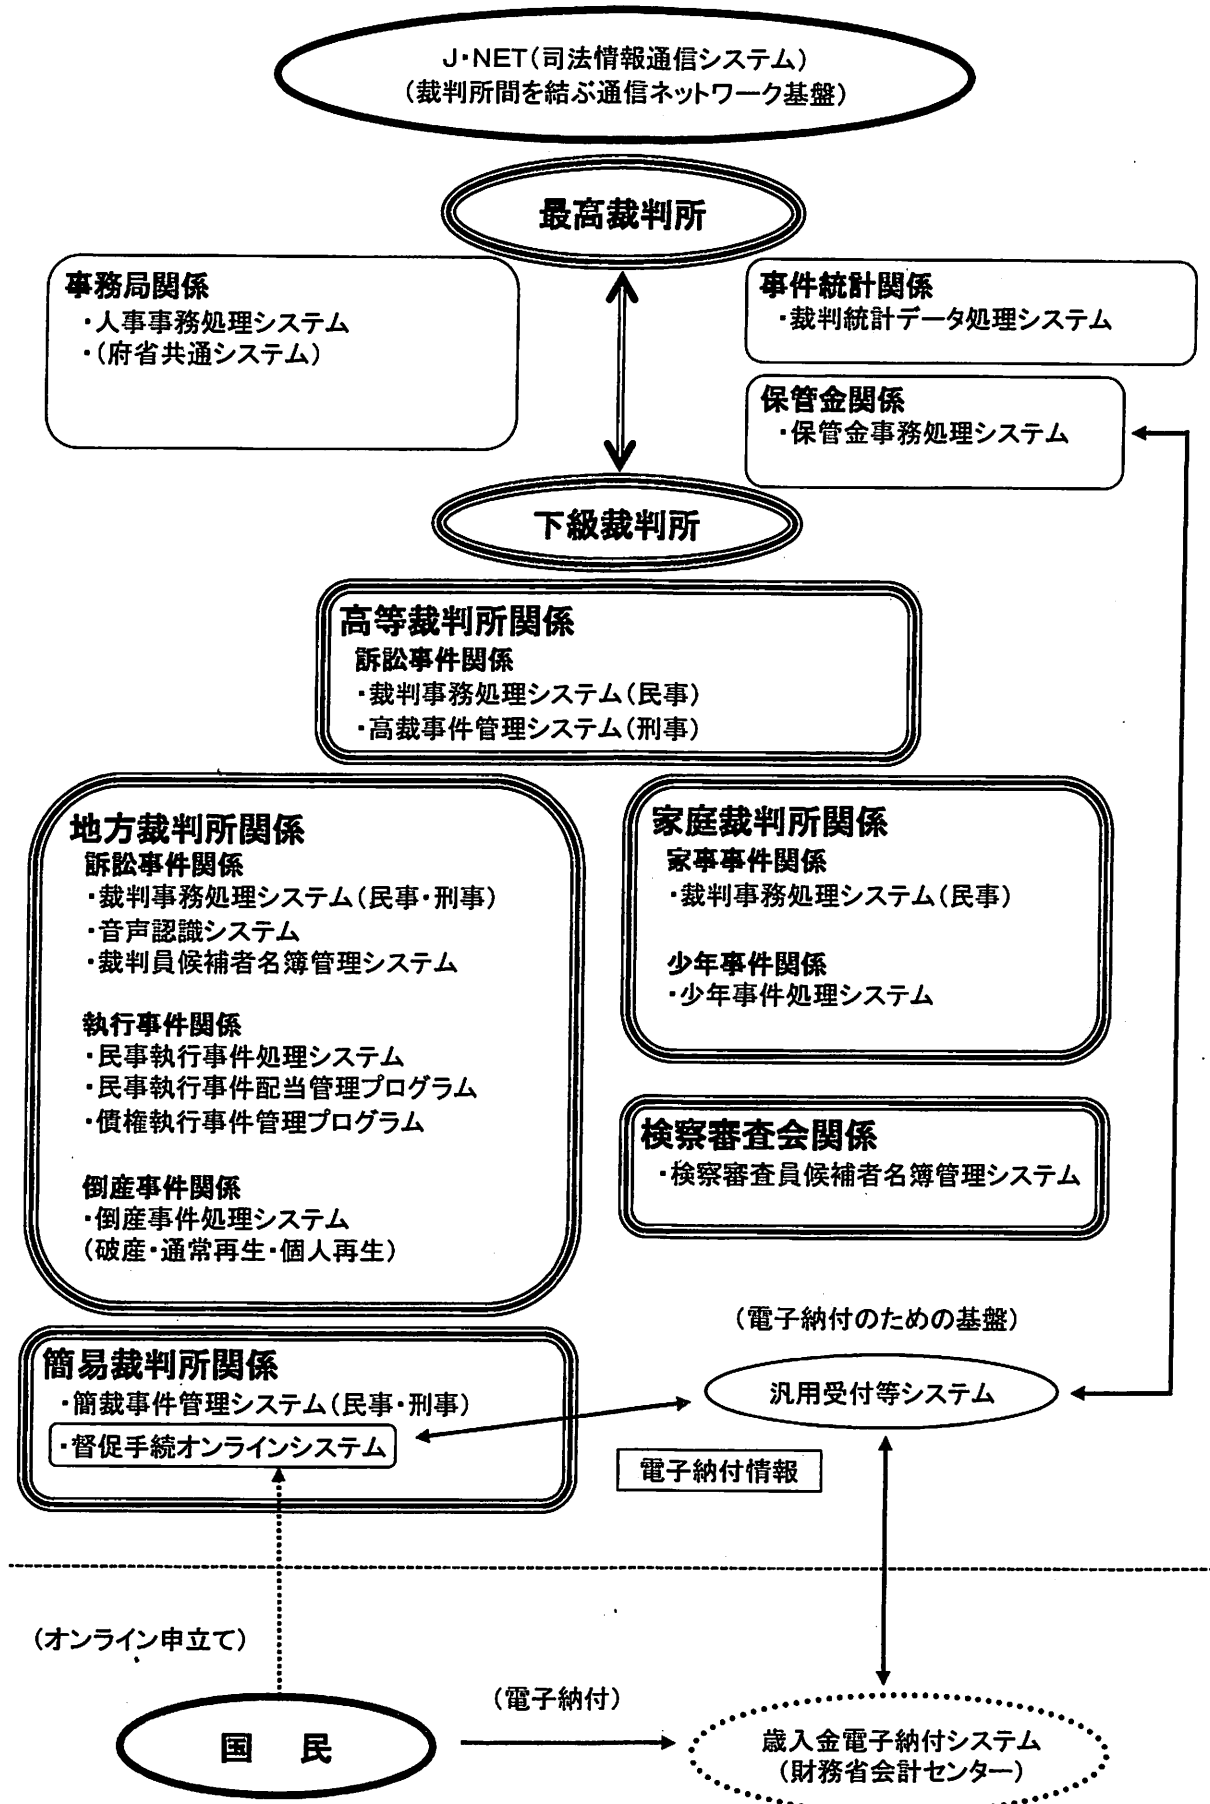 J・NET(司法情報通信システム)
(裁判所間を結ぶ通信ネットワーク基盤)
最高裁判所
事務局関係
・人事事務処理システム
・(府省共通システム)
事件統計関係
・裁判統計データ処理システム
保管金関係
・保管金事務処理システム
下級裁判所
高等裁判所関係
訴訟事件関係
・裁判事務処理システム(民事)
・高裁事件管理システム(刑事)
地方裁判所関係
訴訟事件関係
・裁判事務処理システム(民事・刑事)
・音声認識システム
・裁判員候補者名簿管理システム
執行事件関係
・民事執行事件処理システム
・民事執行事件配当管理プログラム
・債権執行事件管理プログラム
倒産事件関係
・倒産事件処理システム
(破産・通常再生・個人再生)
家庭裁判所関係
家事事件関係
・裁判事務処理システム(民事)
少年事件関係
・少年事件処理システム
検察審査会関係
・検察審査員候補者名簿管理システム
簡易裁判所関係
・簡裁事件管理システム(民事・刑事)
・督促手続オンラインシステム
(電子納付のための基盤)
汎用受付等システム
電子納付情報
(オンライン申立て)
国 民
(電子納付)
歳入金電子納付システム
(財務省会計センター)